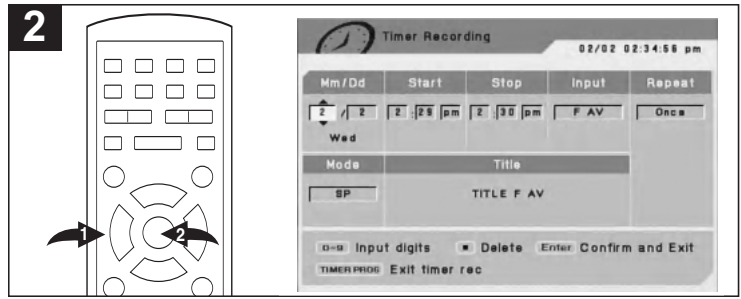 2
Timer Recording
02/02 02:34:56 pm
Mm/Dd Start Stop Input Repeat
2 / 2 2 : 29 pm 2 : 30 pm F AV Once
Wed
Mode Title
SP TITLE F AV
1 2
0-9 Input digits ■ Delete Enter Confirm and Exit
TIMER PROG Exit timer rec